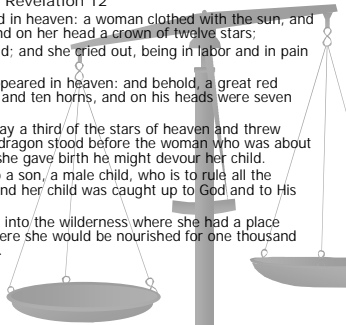 Revelation 12
d in heaven: a woman clothed with the sun, and
nd on her head a crown of twelve stars;
d; and she cried out, being in labor and in pain
peared in heaven: and behold, a great red
and ten horns, and on his heads were seven
ay a third of the stars of heaven and threw
dragon stood before the woman who was about
she gave birth he might devour her child.
o a son, a male child, who is to rule all the
nd her child was caught up to God and to His
into the wilderness where she had a place
ere she would be nourished for one thousand
.